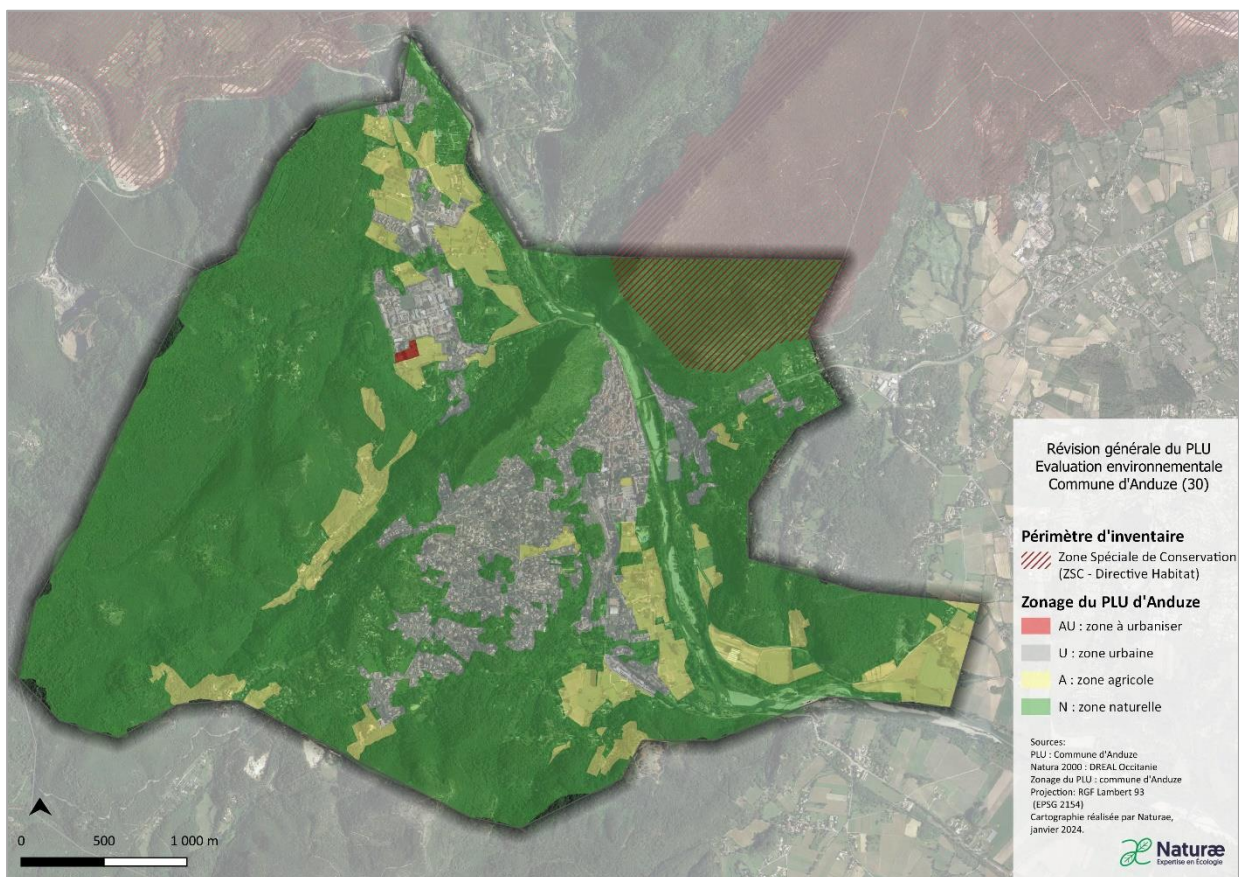 Révision générale du PLU
Evaluation environnementale
Commune d'Anduze (30)
Périmètre d'inventaire
Zone Spéciale de Conservation
(ZSC - Directive Habitat)
Zonage du PLU d'Anduze
AU : zone à urbaniser
U : zone urbaine
A : zone agricole
N : zone naturelle
Sources:
PLU : Commune d'Anduze
Natura 2000 : DREAL Occitanie
Zonage du PLU : commune d'Anduze
Projection: RGF Lambert 93
(EPSG 2154)
Cartographie réalisée par Naturae,
janvier 2024.
Naturæ
Expertise en Écologie
0 500 1 000 m